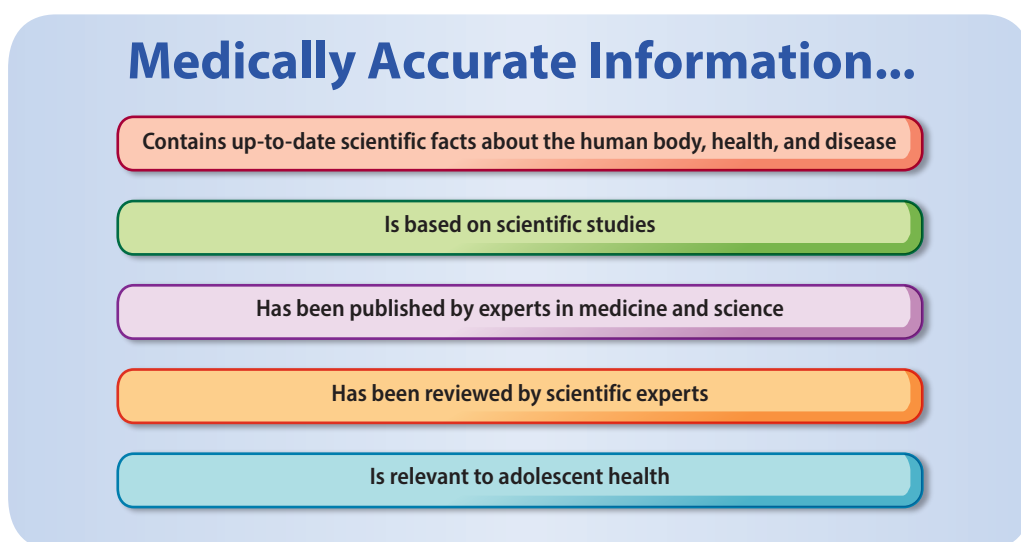 Medically Accurate Information...
Contains up-to-date scientific facts about the human body, health, and disease
Is based on scientific studies
Has been published by experts in medicine and science
Has been reviewed by scientific experts
Is relevant to adolescent health